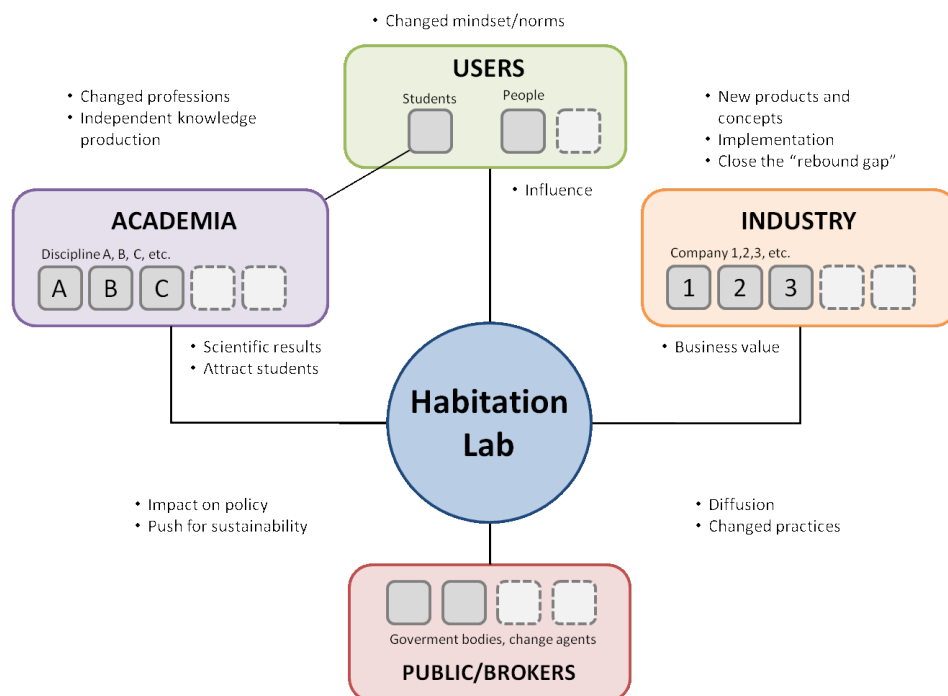 • Changed mindset/norms
USERS
Students
People
• Changed professions
• Independent knowledge
production
• New products and
concepts
• Implementation
• Close the “rebound gap”
• Influence
ACADEMIA
Discipline A, B, C, etc.
A B C
INDUSTRY
Company 1,2,3, etc.
1 2 3
• Scientific results
• Attract students
• Business value
Habitation
Lab
• Impact on policy
• Push for sustainability
• Diffusion
• Changed practices
Goverment bodies, change agents
PUBLIC/BROKERS